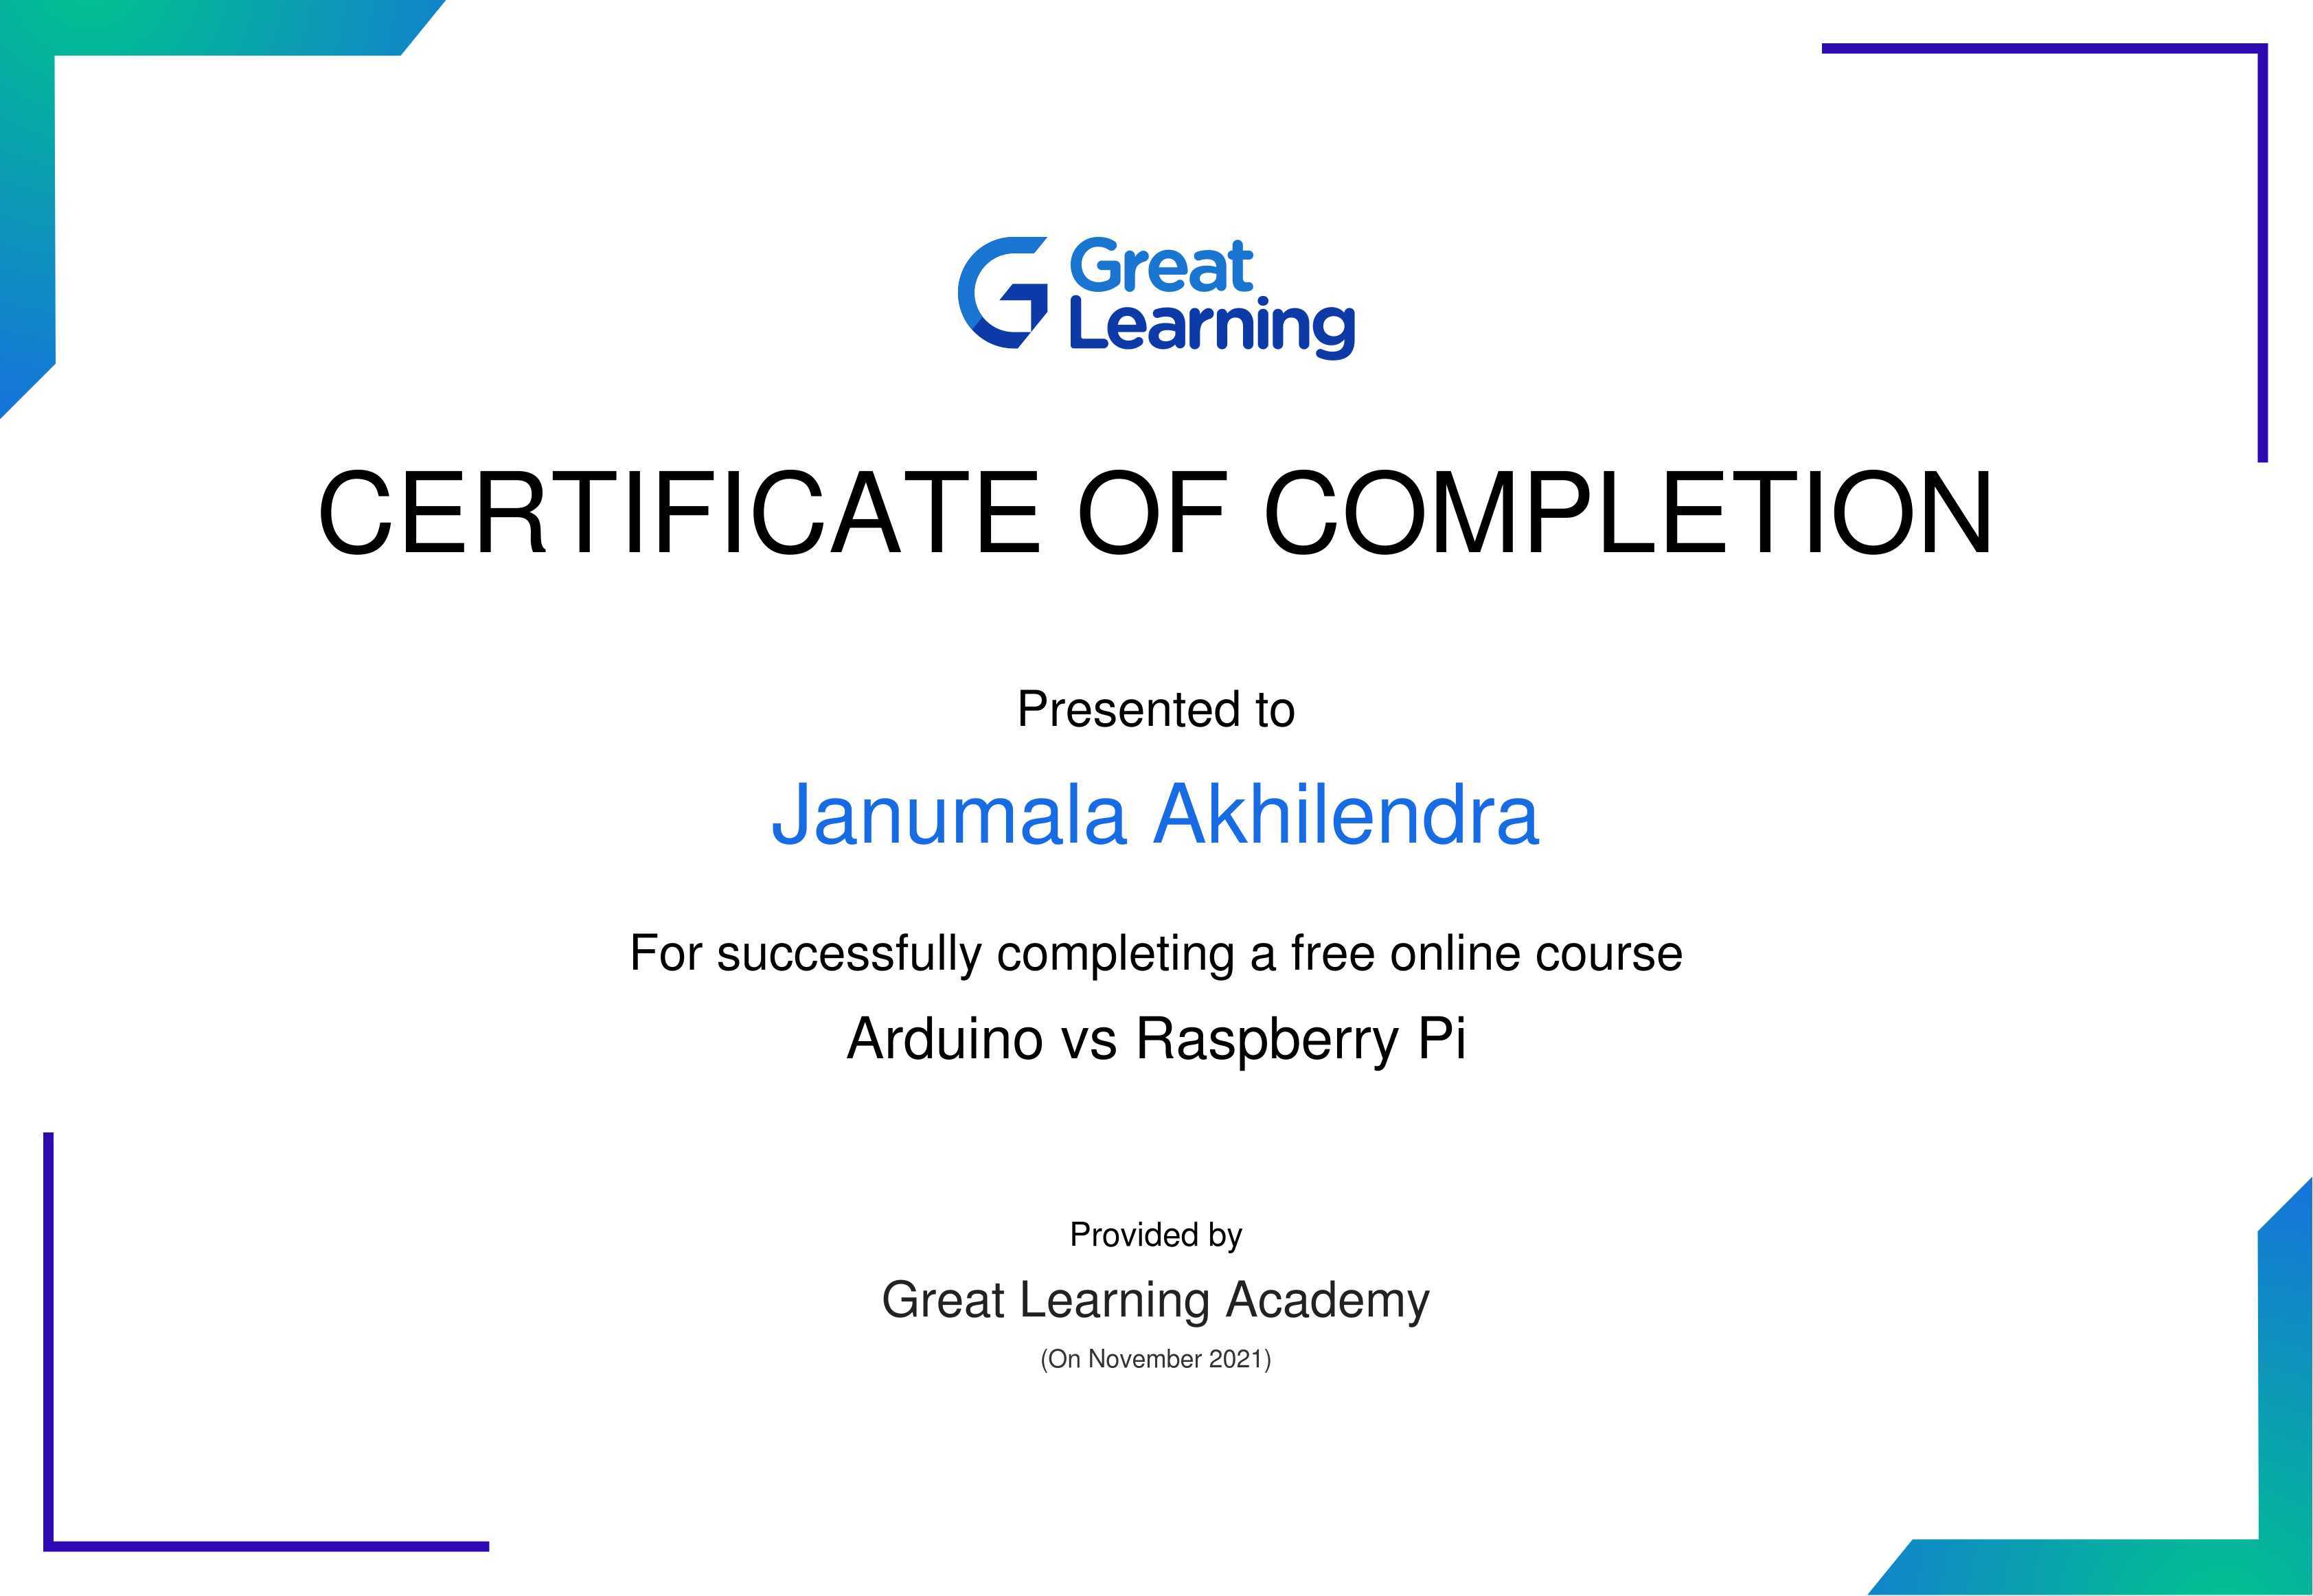 Great
Learning
CERTIFICATE OF COMPLETION
Presented to
Janumala Akhilendra
For successfully completing a free online course
Arduino vs Raspberry Pi
Provided by
Great Learning Academy
(On November 2021)